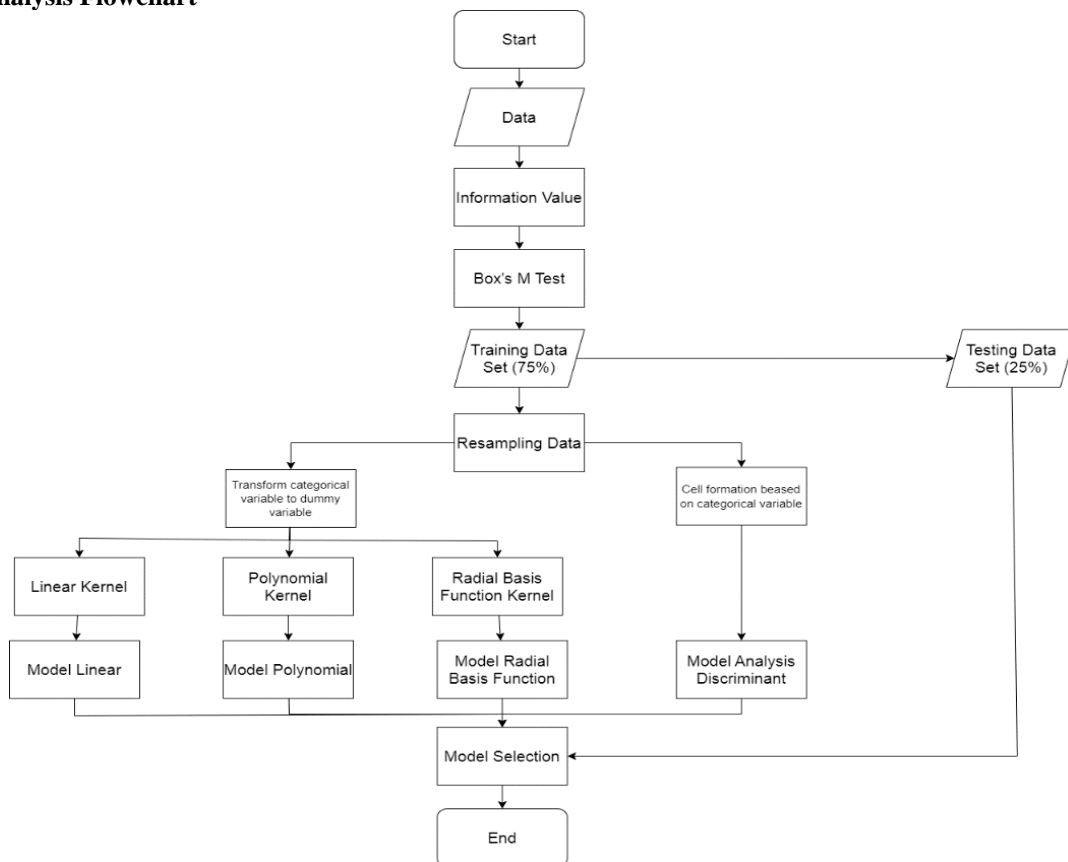 nalysis Flowchart
Start
Data
Information Value
Box's M Test
Training Data
Set (75%)
Testing Data
Set (25%)
Resampling Data
Transform categorical
variable to dummy
variable
Cell formation beased
on categorical variable
Linear Kernel
Polynomial
Kernel
Radial Basis
Function Kernel
Model Linear
Model Polynomial
Model Radial
Basis Function
Model Analysis
Discriminant
Model Selection
End